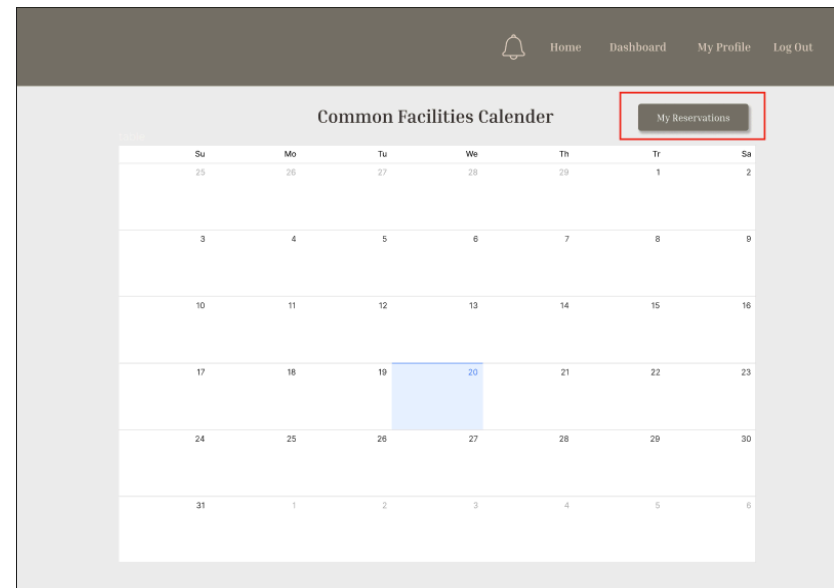 Home Dashboard My Profile Log Out
Common Facilities Calender My Reservations
Su Mo Tu We Th Tr Sa
25 26 27 28 29 1 2
3 4 5 6 7 8 9
10 11 12 13 14 15 16
17 18 19 20 21 22 23
24 25 26 27 28 29 30
31 1 2 3 4 5 6